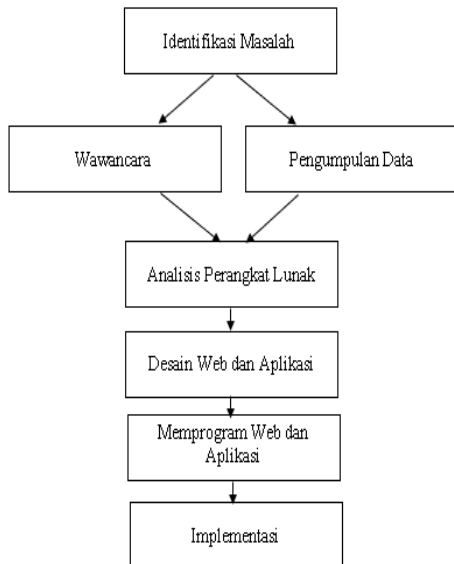 Identifikasi Masalah
Wawancara
Pengumpulan Data
Analisis Perangkat Lunak
Desain Web dan Aplikasi
Memprogram Web dan
Aplikasi
Implementasi